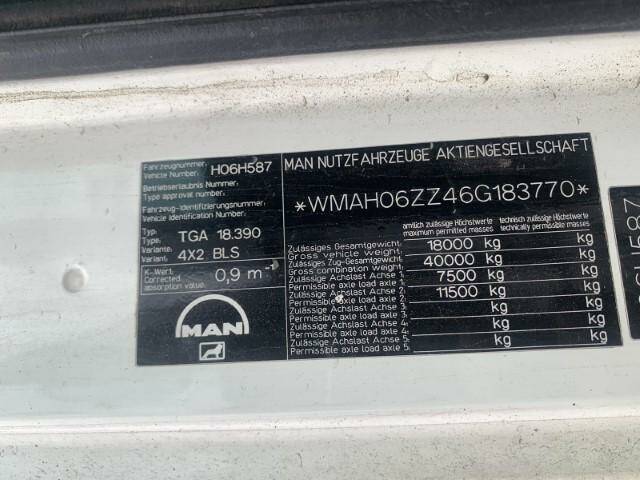 Fahrzeugnummer: H06H587
Vehicle Number:
Betriebserlaubnis Nummer:
Type approval number:
Fahrzeug-Identifizierungsnummer:
Vehicle Identification Number:
Typ: TGA 18.390
Type:
Variante: 4X2 BLS
Variant:
K-Wert: 0,9 m⁻¹
Corrected
absorption value:
MAN
MAN NUTZFAHRZEUGE AKTIENGESELLSCHAFT
*WMAH06ZZ46G183770*
amtlich zulässige Höchstwerte technisch zulässige Höchstwerte
maximum permitted masses technically permissible masses
Zulässiges Gesamtgewicht 18000 kg kg
Gross vehicle weight:
Zulässiges Zug-Gesamtgewicht 40000 kg kg
Gross combination weight:
Zulässige Achslast Achse 1: 7500 kg kg
Permissible axle load axle 1:
Zulässige Achslast Achse 2: 11500 kg kg
Permissible axle load axle 2:
Zulässige Achslast Achse 3: kg kg
Permissible axle load axle 3:
Zulässige Achslast Achse 4: kg kg
Permissible axle load axle 4:
Zulässige Achslast Achse 5: kg kg
Permissible axle load axle 5: